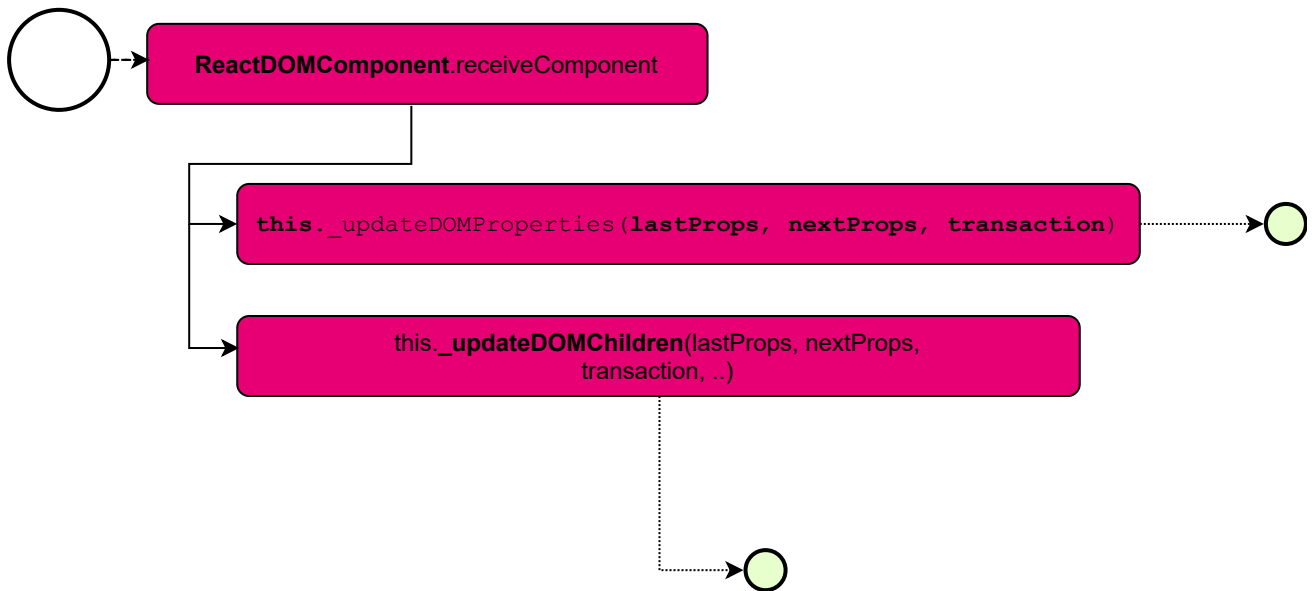 ReactDOMComponent.receiveComponent
this._updateDOMProperties(lastProps, nextProps, transaction)
this._updateDOMChildren(lastProps, nextProps,
transaction, ..)